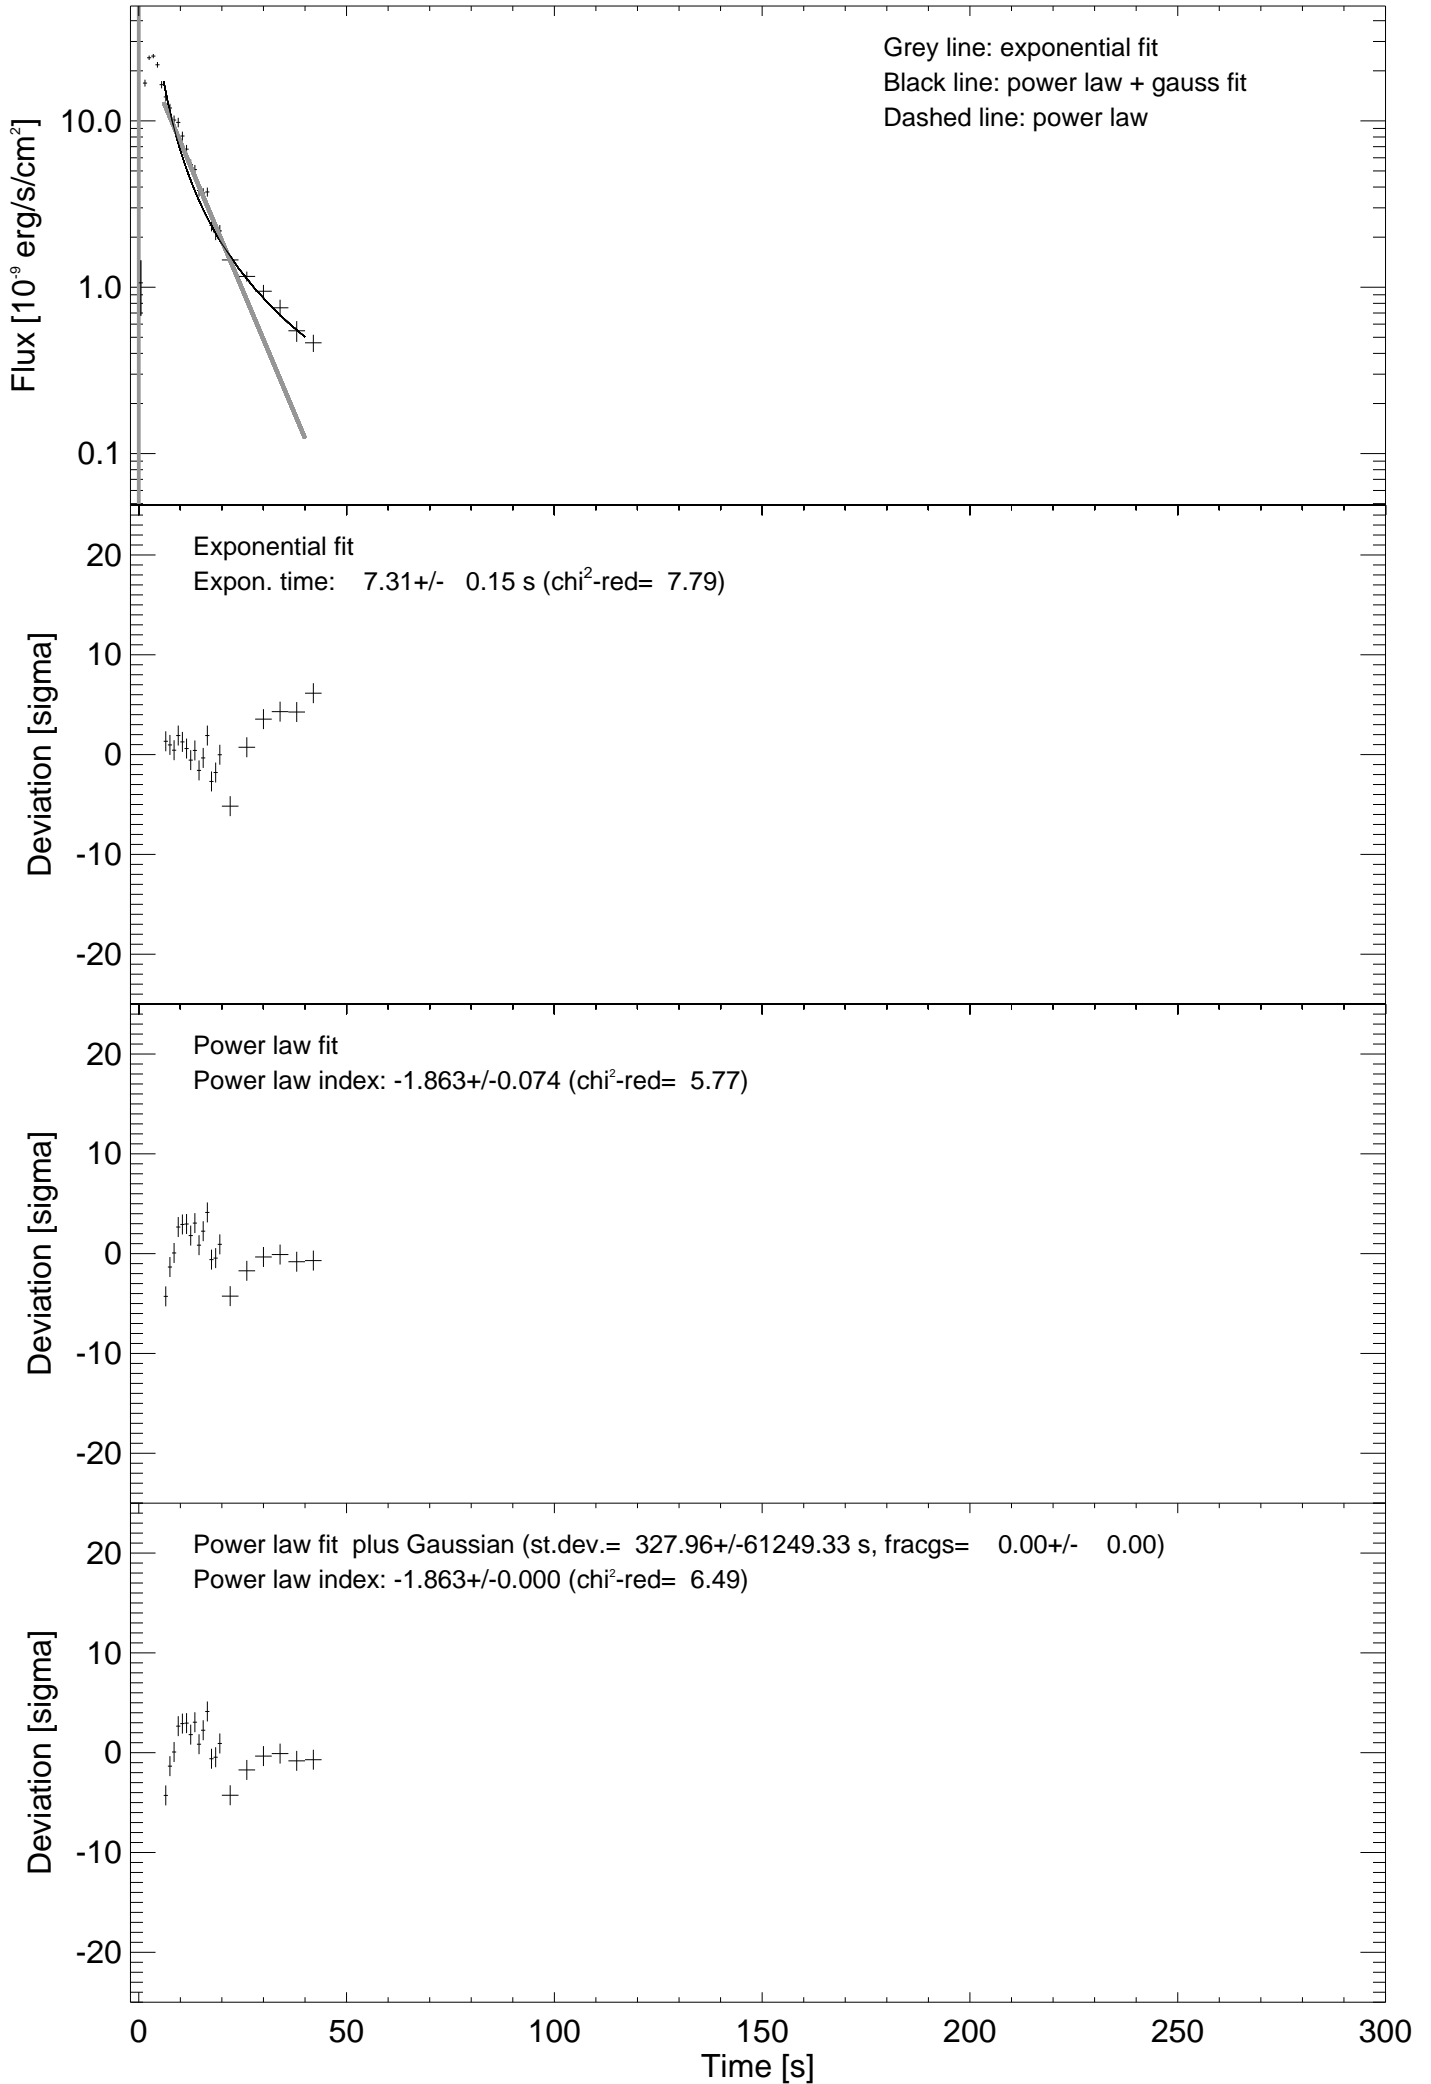 Grey line: exponential fit
Black line: power law + gauss fit
Dashed line: power law
10.0
1.0
0.1
Flux [10⁻⁹ erg/s/cm²]
Exponential fit
Expon. time: 7.31+/- 0.15 s (chi²-red= 7.79)
20
10
0
-10
-20
Deviation [sigma]
Power law fit
Power law index: -1.863+/-0.074 (chi²-red= 5.77)
20
10
0
-10
-20
Deviation [sigma]
Power law fit plus Gaussian (st.dev.= 327.96+/-61249.33 s, fracgs= 0.00+/- 0.00)
Power law index: -1.863+/-0.000 (chi²-red= 6.49)
20
10
0
-10
-20
Deviation [sigma]
0 50 100 150 200 250 300
Time [s]